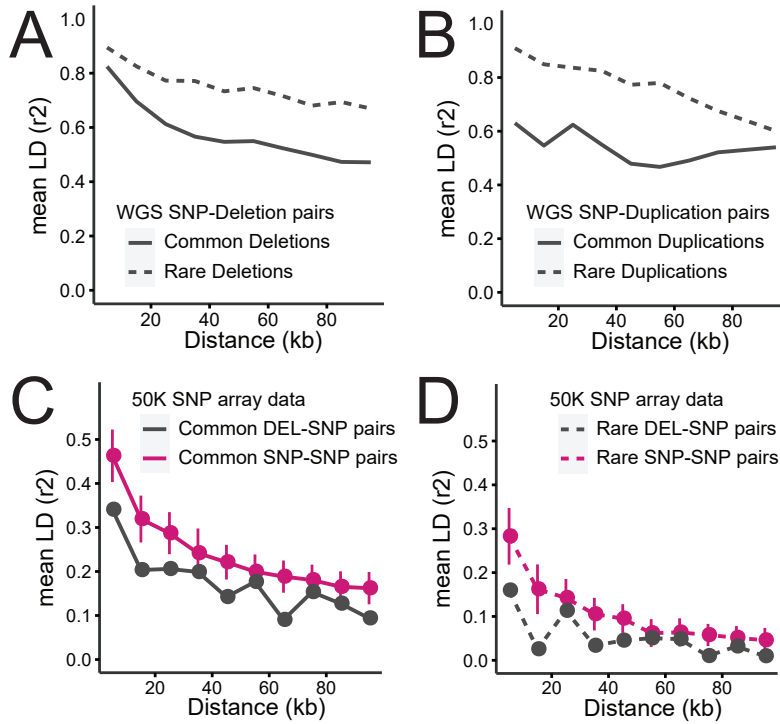 A
1.0
0.8
0.6
0.4
0.2
0.0
mean LD (r2)
WGS SNP-Deletion pairs
Common Deletions
Rare Deletions
20
40
60
80
Distance (kb)
B
1.0
0.8
0.6
0.4
0.2
0.0
mean LD (r2)
WGS SNP-Duplication pairs
Common Duplications
Rare Duplications
20
40
60
80
Distance (kb)
C
50K SNP array data
Common DEL-SNP pairs
Common SNP-SNP pairs
0.5
0.4
0.3
0.2
0.1
0.0
mean LD (r2)
20
40
60
80
Distance (kb)
D
50K SNP array data
Rare DEL-SNP pairs
Rare SNP-SNP pairs
0.5
0.4
0.3
0.2
0.1
0.0
mean LD (r2)
20
40
60
80
Distance (kb)